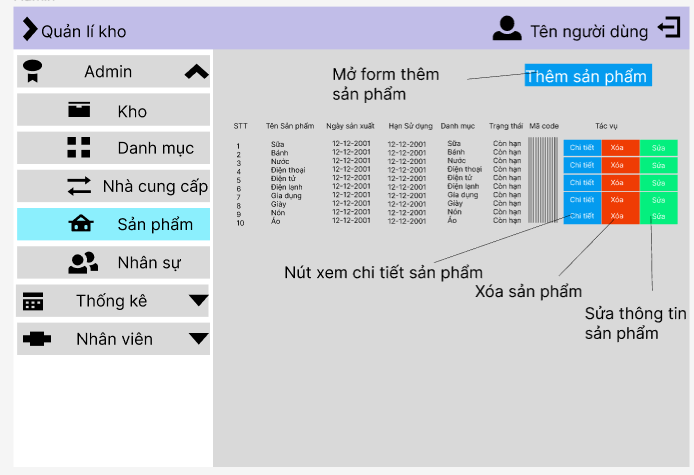 Admin
Quản lí kho
Tên người dùng
Admin
Kho
Danh mục
Nhà cung cấp
Sản phẩm
Nhân sự
Thống kê
Nhân viên
Mở form thêm
sản phẩm
Thêm sản phẩm
STT Tên Sản phẩm Ngày sản xuất Hạn Sử dụng Danh mục Trạng thái Mã code Tác vụ
1 Sữa 12-12-2001 12-12-2001 Sữa Còn hạn
2 Bánh 12-12-2001 12-12-2001 Bánh Còn hạn
3 Nước 12-12-2001 12-12-2001 Nước Còn hạn
4 Điện thoại 12-12-2001 12-12-2001 Điện thoại Còn hạn
5 Điện tử 12-12-2001 12-12-2001 Điện tử Còn hạn
6 Điện lạnh 12-12-2001 12-12-2001 Điện lạnh Còn hạn
7 Gia dụng 12-12-2001 12-12-2001 Gia dụng Còn hạn
8 Giày 12-12-2001 12-12-2001 Giày Còn hạn
9 Nón 12-12-2001 12-12-2001 Nón Còn hạn
10 Áo 12-12-2001 12-12-2001 Áo Còn hạn
Chi tiết Xóa Sửa
Chi tiết Xóa Sửa
Chi tiết Xóa Sửa
Chi tiết Xóa Sửa
Chi tiết Xóa Sửa
Nút xem chi tiết sản phẩm
Xóa sản phẩm
Sửa thông tin
sản phẩm